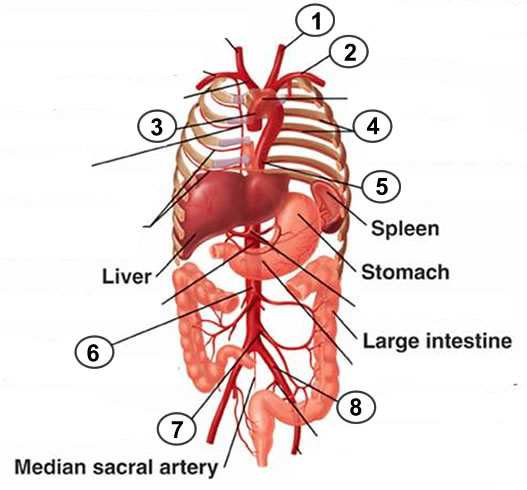 1
2
3
4
5
Spleen
Liver
Stomach
Large intestine
6
8
7
Median sacral artery